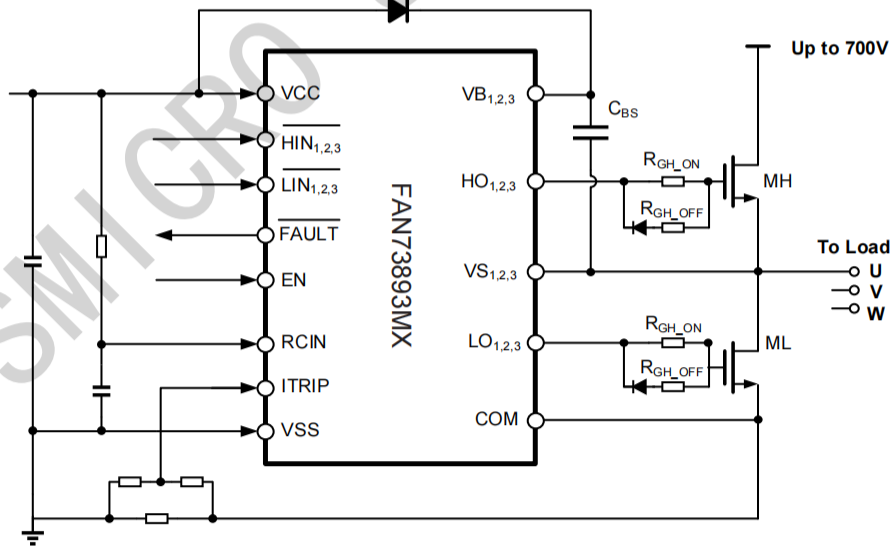 Up to 700V
VCC
VB1,2,3
CBS
HIN1,2,3
LIN1,2,3
HO1,2,3
RGH_ON
MH
RGH_OFF
FAULT
FAN73893MX
To Load
U
V
W
EN
VS1,2,3
RCIN
LO1,2,3
RGH_ON
ML
RGH_OFF
ITRIP
VSS
COM
SMICRO